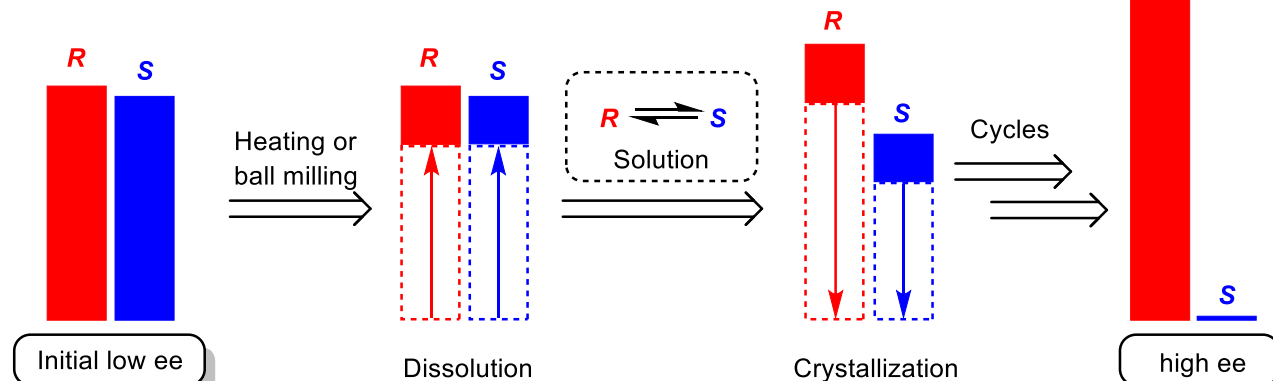 R
S
Initial low ee
Heating or
ball milling
R
S
Dissolution
R
S
Solution
R
S
Crystallization
Cycles
S
high ee